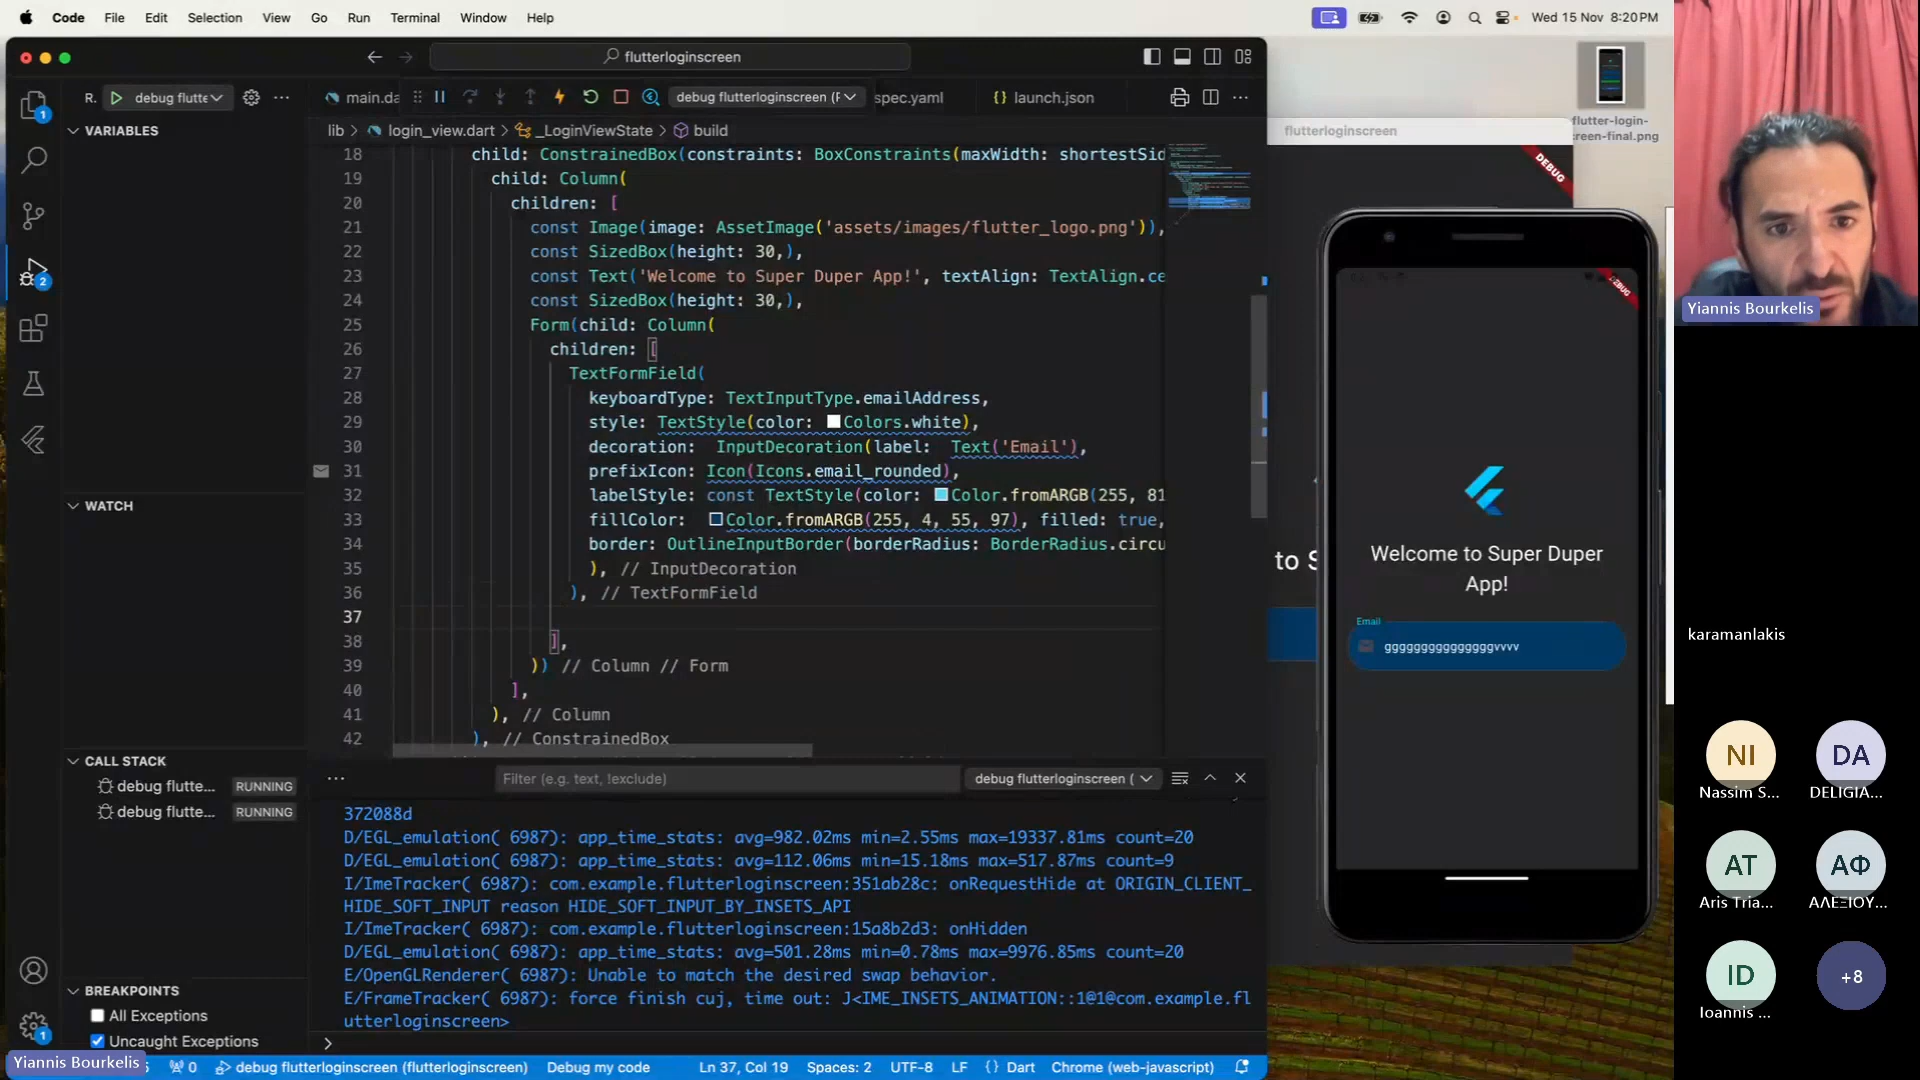 Code File Edit Selection View Go Run Terminal Window Help
Wed 15 Nov 8:20PM
flutterloginscreen
R. debug flutte
main.da
debug flutterloginscreen (F
spec.yaml
{} launch.json
VARIABLES
lib > login_view.dart > _LoginViewState > build
18 child: ConstrainedBox(constraints: BoxConstraints(maxWidth: shortestSid
19 child: Column(
20 children: [
21 const Image(image: AssetImage('assets/images/flutter_logo.png')),
22 const SizedBox(height: 30,),
23 const Text('Welcome to Super Duper App!', textAlign: TextAlign.ce
24 const SizedBox(height: 30,),
25 Form(child: Column(
26 children: [
27 TextFormField(
28 keyboardType: TextInputType.emailAddress,
29 style: TextStyle(color: Colors.white),
30 decoration: InputDecoration(label: Text('Email'),
31 prefixIcon: Icon(Icons.email_rounded),
32 labelStyle: const TextStyle(color: Color.fromARGB(255, 81
33 fillColor: Color.fromARGB(255, 4, 55, 97), filled: true,
34 border: OutlineInputBorder(borderRadius: BorderRadius.circu
35 ), // InputDecoration
36 ), // TextFormField
37
38 ],
39 )) // Column // Form
40 ],
41 ), // Column
42 ), // ConstrainedBox
1
2
WATCH
CALL STACK
debug flutte... RUNNING
debug flutte... RUNNING
BREAKPOINTS
All Exceptions
Uncaught Exceptions
1
...
Filter (e.g. text, !exclude)
debug flutterloginscreen (
372088d
D/EGL_emulation( 6987): app_time_stats: avg=982.02ms min=2.55ms max=19337.81ms count=20
D/EGL_emulation( 6987): app_time_stats: avg=112.06ms min=15.18ms max=517.87ms count=9
I/ImeTracker( 6987): com.example.flutterloginscreen:351ab28c: onRequestHide at ORIGIN_CLIENT_
HIDE_SOFT_INPUT reason HIDE_SOFT_INPUT_BY_INSETS_API
I/ImeTracker( 6987): com.example.flutterloginscreen:15a8b2d3: onHidden
D/EGL_emulation( 6987): app_time_stats: avg=501.28ms min=0.78ms max=9976.85ms count=20
E/OpenGLRenderer( 6987): Unable to match the desired swap behavior.
E/FrameTracker( 6987): force finish cuj, time out: J<IME_INSETS_ANIMATION::1@1@com.example.fl
utterloginscreen>
>
Yiannis Bourkelis
0
debug flutterloginscreen (flutterloginscreen)
Debug my code
Ln 37, Col 19
Spaces: 2
UTF-8
LF
{} Dart
Chrome (web-javascript)
flutter-login-
creen-final.png
flutterloginscreen
DEBUG
to S
DEBUG
Welcome to Super Duper
App!
Email
gggggggggggggggvvvv
Yiannis Bourkelis
karamanlakis
NI
Nassim S...
DA
DELIGIA...
AT
Aris Tria...
ΑΦ
ΑΛΕΞΙΟΥ...
ID
Ioannis ...
+8